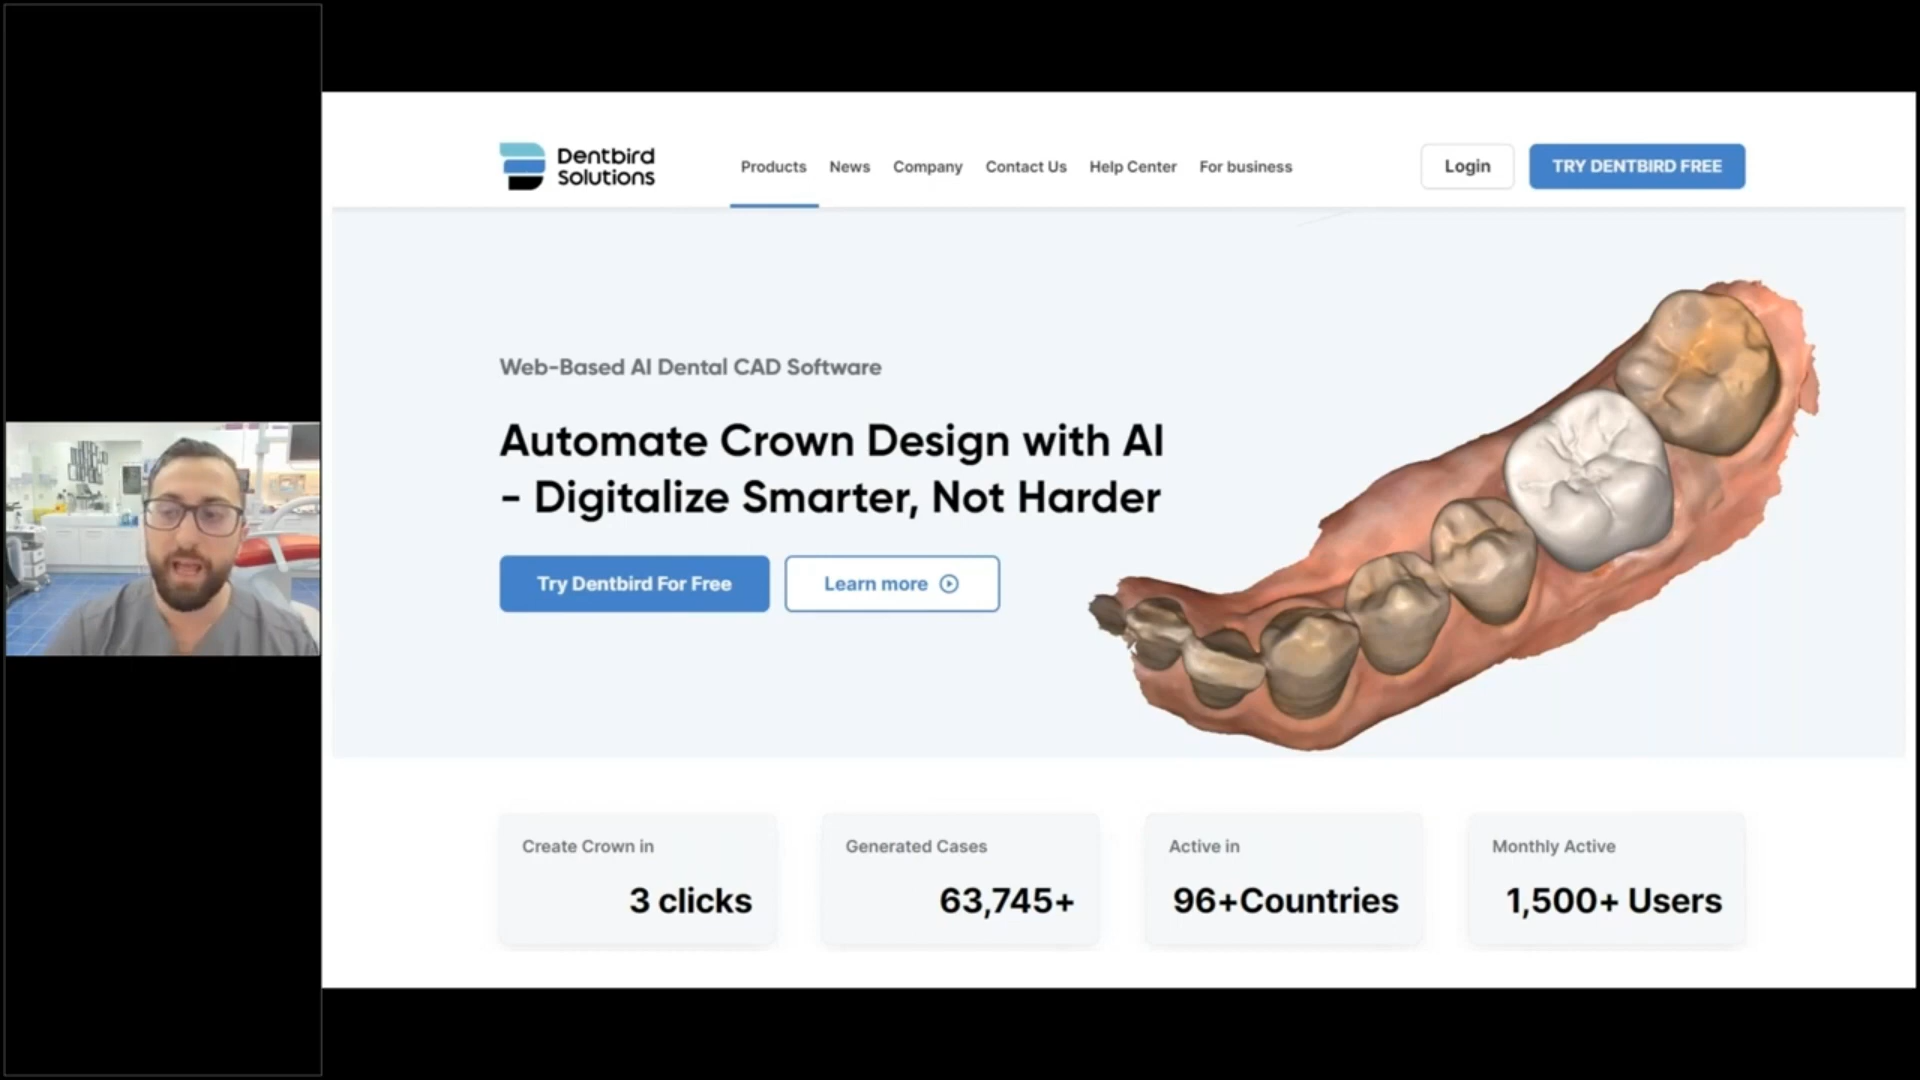 Dentbird
Solutions
Products
News
Company
Contact Us
Help Center
For business
Login
TRY DENTBIRD FREE
Web-Based AI Dental CAD Software
Automate Crown Design with AI
- Digitalize Smarter, Not Harder
Try Dentbird For Free
Learn more
Create Crown in
3 clicks
Generated Cases
63,745+
Active in
96+Countries
Monthly Active
1,500+ Users